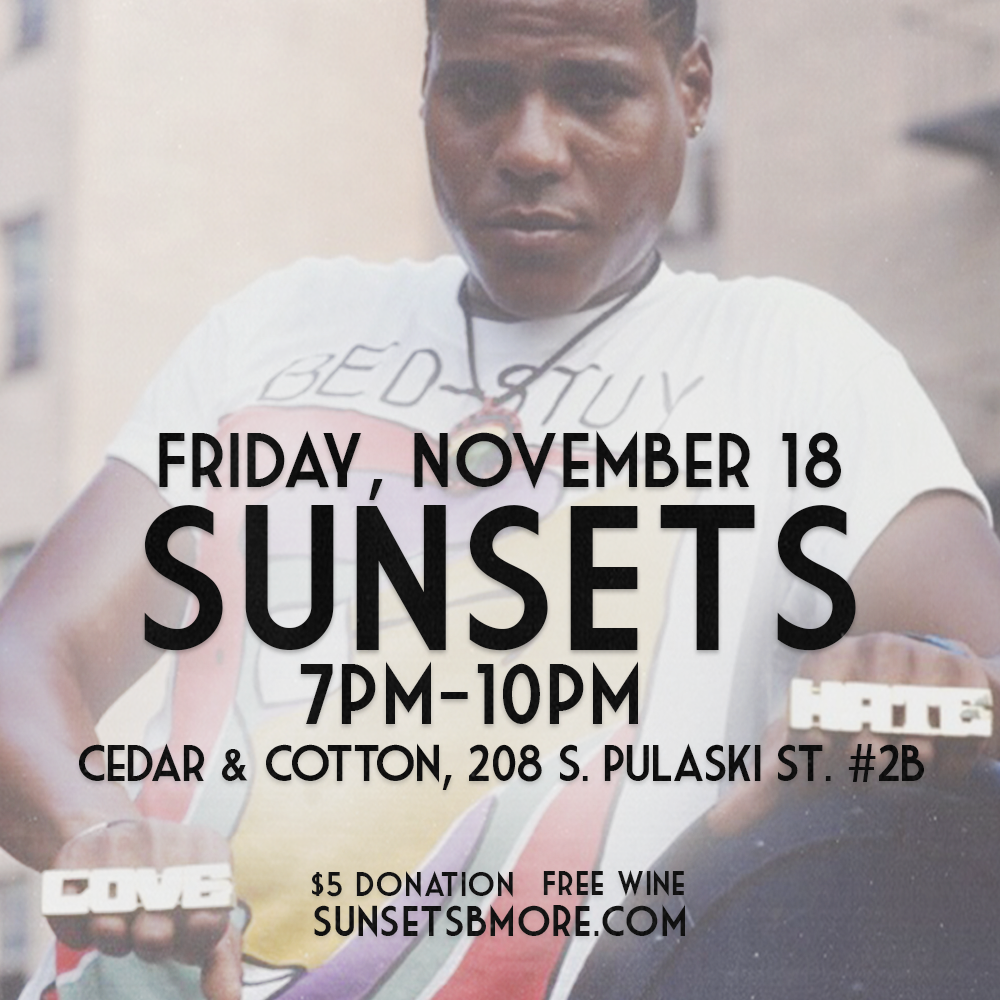 BED-STUY
FRIDAY, NOVEMBER 18
SUNSETS
7PM-10PM
HATE
CEDAR & COTTON, 208 S. PULASKI ST. #2B
LOVE
$5 DONATION FREE WINE
SUNSETSBMORE.COM